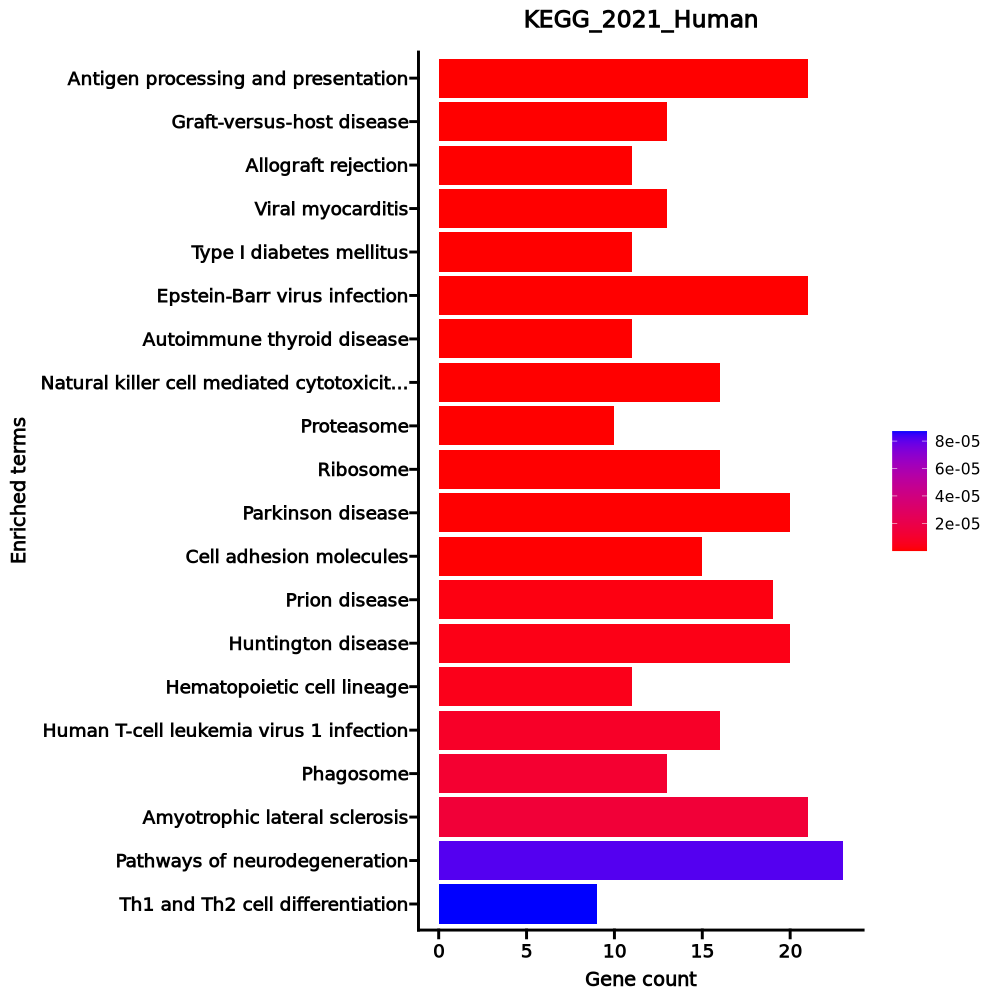 KEGG_2021_Human
Antigen processing and presentation
Graft-versus-host disease
Allograft rejection
Viral myocarditis
Type I diabetes mellitus
Epstein-Barr virus infection
Autoimmune thyroid disease
Natural killer cell mediated cytotoxicit...
Proteasome
Ribosome
Parkinson disease
Cell adhesion molecules
Prion disease
Huntington disease
Hematopoietic cell lineage
Human T-cell leukemia virus 1 infection
Phagosome
Amyotrophic lateral sclerosis
Pathways of neurodegeneration
Th1 and Th2 cell differentiation
Enriched terms
0 5 10 15 20
Gene count
8e-05
6e-05
4e-05
2e-05